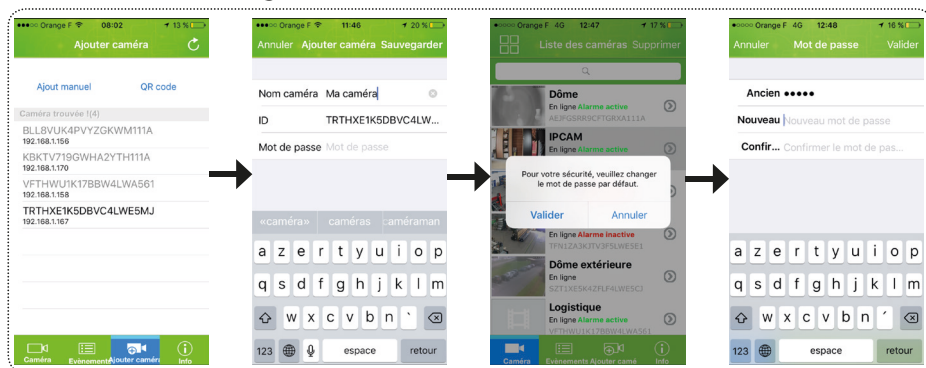 Orange F 08:02 13 %
Ajouter caméra
Ajout manuel QR code
Caméra trouvée !(4)
BLL8VUK4PVYZGKWM111A
192.168.1.156
KBKTV719GWHA2YTH111A
192.168.1.170
VFTHWU1K17BBW4LWA561
192.168.1.158
TRTHXE1K5DBVC4LWE5MJ
192.168.1.167
Caméra Evènements Ajouter camér Info
Orange F 11:46 20 %
Annuler Ajouter caméra Sauvegarder
Nom caméra Ma caméra
ID TRTHXE1K5DBVC4LW...
Mot de passe Mot de passe
«caméra» caméras caméraman
a z e r t y u i o p
q s d f g h j k l m
w x c v b n `
123 espace retour
Orange F 4G 12:47 17 %
Liste des caméras Supprimer
Dôme
En ligne Alarme active
AEJFGSRR9CFTGRXA111A
IPCAM
En ligne Alarme active
Pour votre sécurité, veuillez changer
le mot de passe par défaut.
Valider Annuler
En ligne Alarme inactive
TFN1ZA3KJTV3F5LWE5E1
Dôme extérieure
En ligne
SZT1XE5K4ZFLF4LWE5CJ
Logistique
En ligne Alarme active
VFTHWU1K17BBW4LWA561
Caméra Evènements Ajouter camé Info
Orange F 4G 12:48 16 %
Annuler Mot de passe Valider
Ancien •••••
Nouveau Nouveau mot de passe
Confir... Confirmer le mot de pas...
a z e r t y u i o p
q s d f g h j k l m
w x c v b n ´
123 espace retour